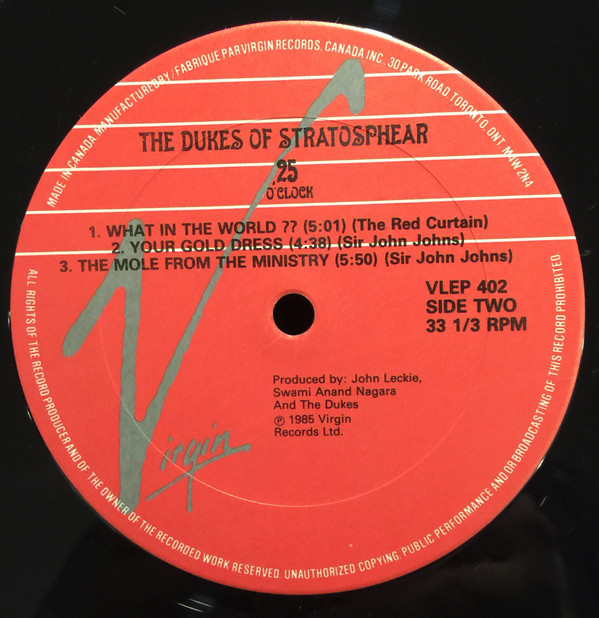 MADE IN CANADA MANUFACTURED BY / FABRIQUE PAR VIRGIN RECORDS, CANADA INC. 30 PARK ROAD, TORONTO, ONT. M4W 2N4
THE DUKES OF STRATOSPHEAR
25
O'CLOCK
1. WHAT IN THE WORLD ?? (5:01) (The Red Curtain)
2. YOUR GOLD DRESS (4:38) (Sir John Johns)
3. THE MOLE FROM THE MINISTRY (5:50) (Sir John Johns)
VLEP 402
SIDE TWO
33 1/3 RPM
Produced by: John Leckie,
Swami Anand Nagara
And The Dukes
℗ 1985 Virgin
Records Ltd.
Virgin
ALL RIGHTS OF THE RECORD PRODUCER AND OF THE OWNER OF THE RECORDED WORK RESERVED. UNAUTHORIZED COPYING, PUBLIC PERFORMANCE AND/OR BROADCASTING OF THIS RECORD PROHIBITED.